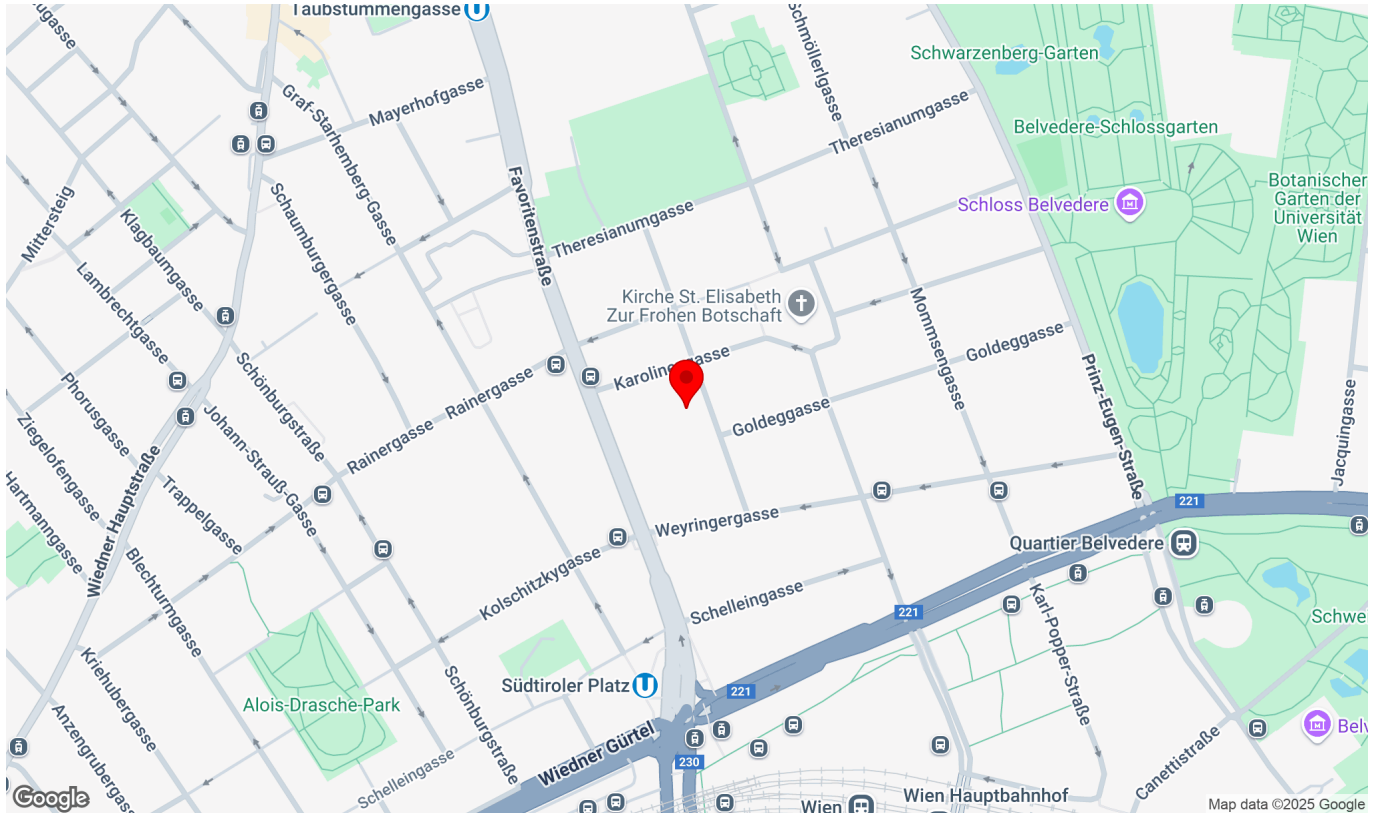 Taubstummengasse
ugasse
Graf-Starhemberg-Gasse
Mayerhofgasse
Schmöllerlgasse
Schwarzenberg-Garten
Theresianumgasse
Belvedere-Schlossgarten
Mittersteig
Klagbaumgasse
Schaumburgergasse
Favoritenstraße
Theresianumgasse
Schloss Belvedere
Botanischer
Garten der
Universität
Wien
Lambrechtgasse
Kirche St. Elisabeth
Zur Frohen Botschaft
Mommsengasse
Goldeggasse
Karolinengasse
Rainergasse
Schönburgstraße
Phorusgasse
Prinz-Eugen-Straße
Jacquingasse
Goldeggasse
Ziegelofengasse
Johann-Strauß-Gasse
Rainergasse
Hartmanngasse
Wiedner Hauptstraße
Trappelgasse
221
Weyringergasse
Quartier Belvedere
Blechturmgasse
Kolschitzkygasse
Schelleingasse
221
Karl-Popper-Straße
Schwe
Kriehubergasse
Südtiroler Platz
221
Alois-Drasche-Park
Schönburgstraße
Belv
Anzengrubergasse
Wiedner Gürtel
Canettistraße
Schelleingasse
230
Wien Hauptbahnhof
Wien
Google
Map data ©2025 Google